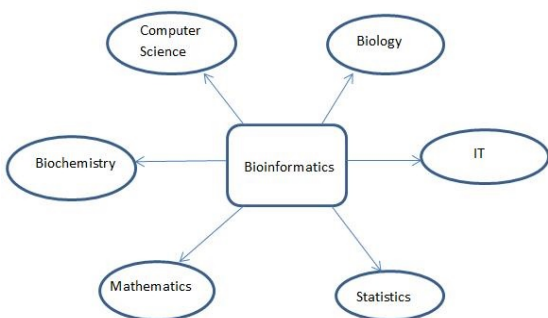 Computer
Science
Biology
Biochemistry
Bioinformatics
IT
Mathematics
Statistics